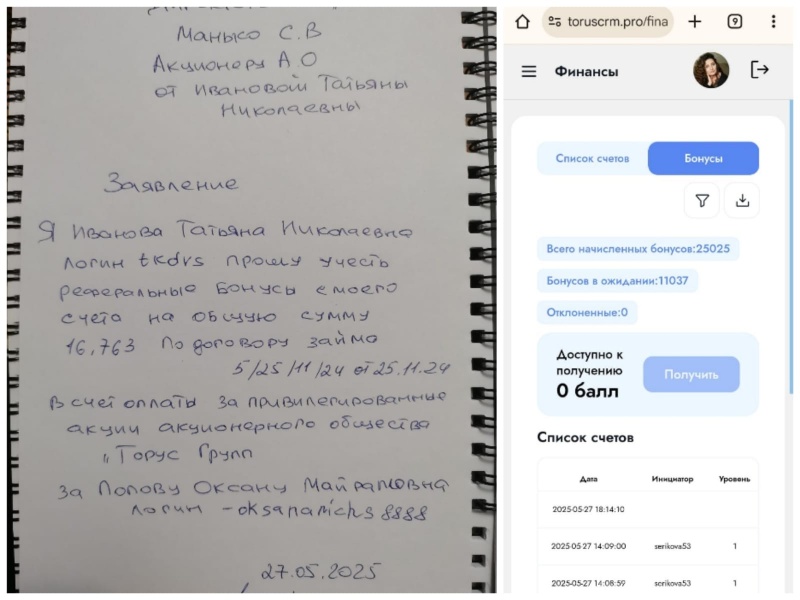 Манысо С.В
Акционеру А.О
от Ивановой Татьяны
Николаевны
Заявление
Я Иванова Татьяна Николаевна
логин tkdvs прошу учесть
реферальные бонусы с моего
счета на общую сумму
16,763 по договору займа
5/25/11/24 от 25.11.24
в счет оплаты за привилегированные
акции акционерного общества
"Торус Групп
за Попову Оксану
логин
27.05.2025
toruscrm.pro/fina
9
Финансы
Список счетов
Бонусы
Всего начисленных бонусов:25025
Бонусов в ожидании:11037
Отклоненные:0
Доступно к
получению
0 балл
Получить
Список счетов
Дата Инициатор Уровень
2025-05-27 18:14:10
2025-05-27 14:09:00 serikova53 1
2025-05-27 14:08:59 serikova53 1